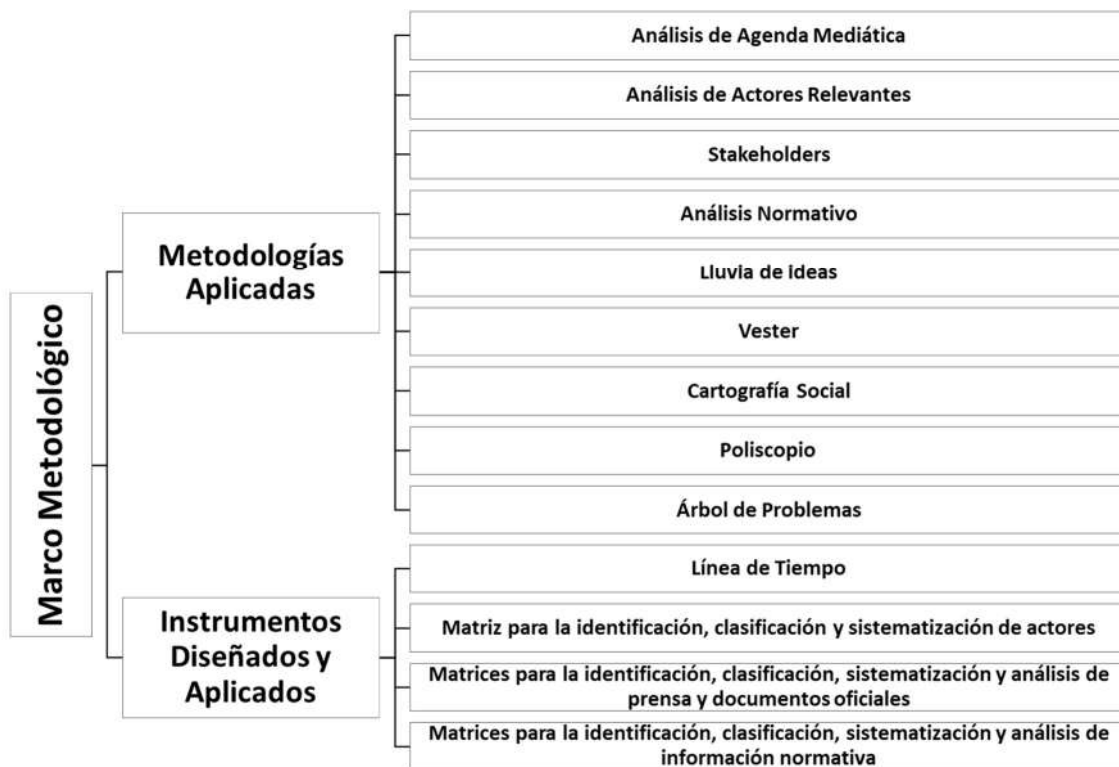 Marco Metodológico
Metodologías
Aplicadas
Análisis de Agenda Mediática
Análisis de Actores Relevantes
Stakeholders
Análisis Normativo
Lluvia de ideas
Vester
Cartografía Social
Poliscopio
Árbol de Problemas
Instrumentos
Diseñados y
Aplicados
Línea de Tiempo
Matriz para la identificación, clasificación y sistematización de actores
Matrices para la identificación, clasificación, sistematización y análisis de
prensa y documentos oficiales
Matrices para la identificación, clasificación, sistematización y análisis de
información normativa